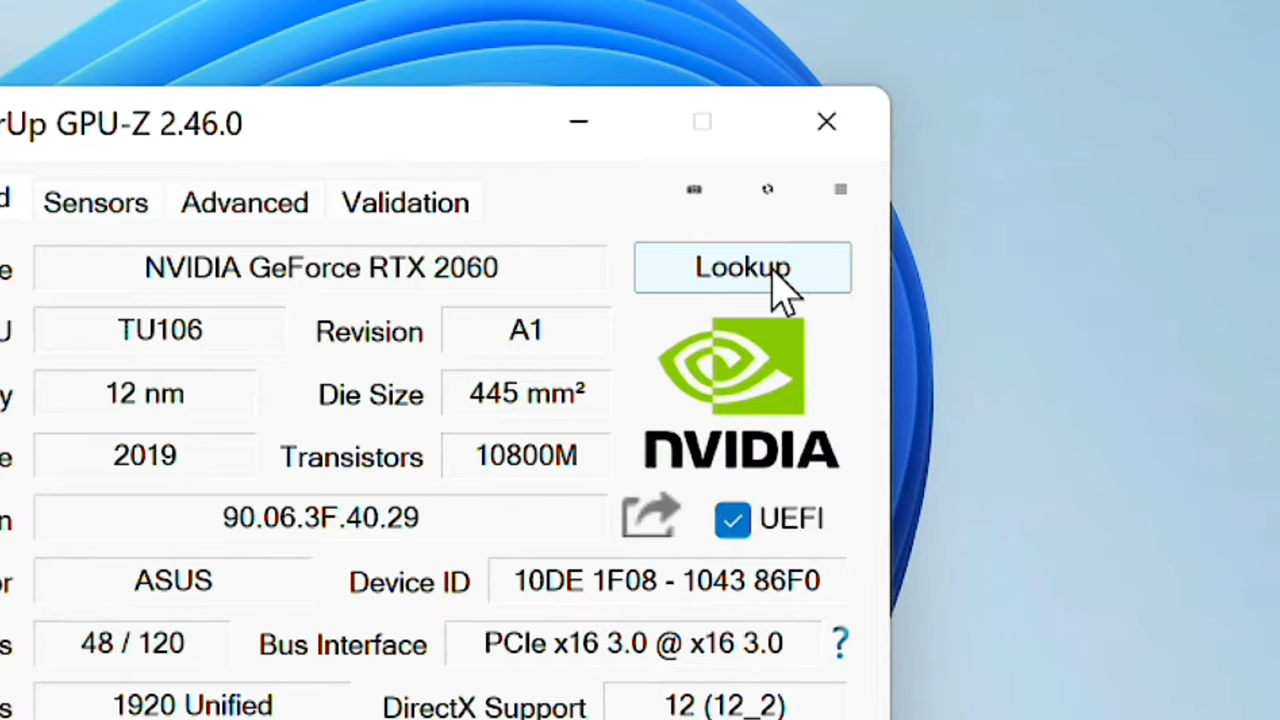 rUp GPU-Z 2.46.0
d Sensors Advanced Validation
e NVIDIA GeForce RTX 2060 Lookup
U TU106 Revision A1
y 12 nm Die Size 445 mm²
nVIDIA
e 2019 Transistors 10800M
n 90.06.3F.40.29 UEFI
or ASUS Device ID 10DE 1F08 - 1043 86F0
s 48 / 120 Bus Interface PCIe x16 3.0 @ x16 3.0 ?
s 1920 Unified DirectX Support 12 (12_2)